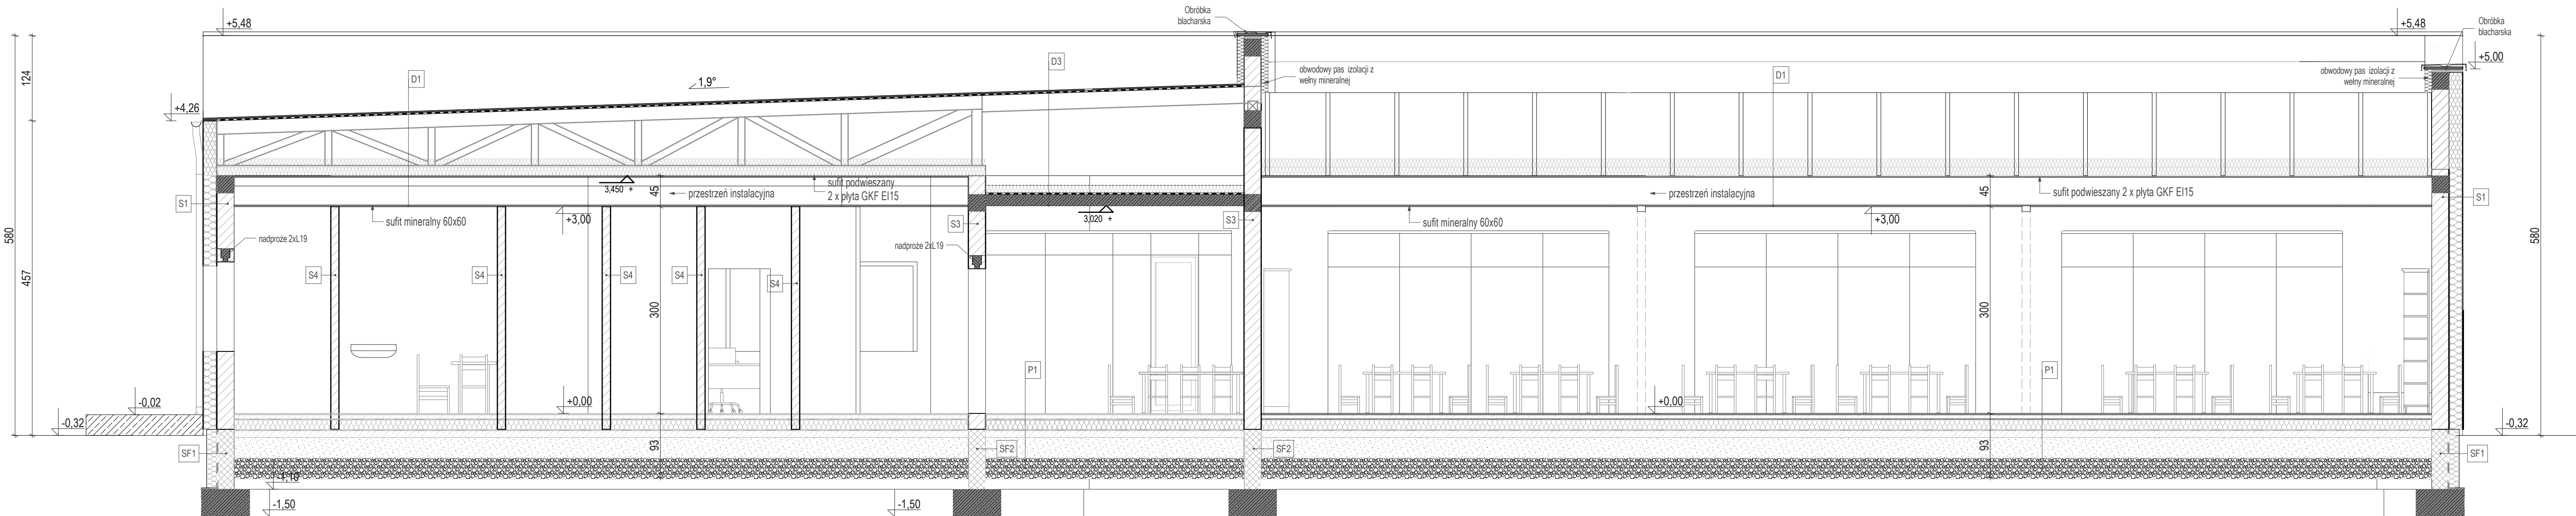 +5,48
Obróbka
blacharska
+5,48
Obróbka
blacharska
+5,00
124
D1
1,9°
D3
obwodowy pas izolacji z
wełny mineralnej
D1
obwodowy pas izolacji z
wełny mineralnej
+4,26
3,450 +
45
przestrzeń instalacyjna
sufit podwieszany
2 x płyta GKF EI15
przestrzeń instalacyjna
45
sufit podwieszany 2 x płyta GKF EI15
S1
S1
sufit mineralny 60x60
+3,00
S3
3,020 +
S3
sufit mineralny 60x60
+3,00
580
457
nadproże 2xL19
nadproże 2xL19
580
S4
S4
S4
S4
S4
300
300
P1
P1
-0,02
+0,00
+0,00
-0,32
-0,32
SF1
93
SF2
SF2
93
SF1
-1,10
-1,50
-1,50